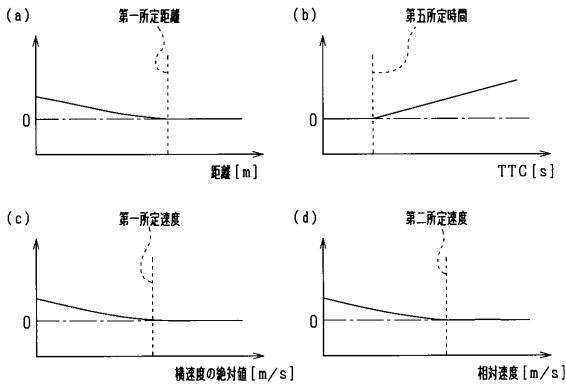 (a)
第一所定距離
0
距離[m]
(b)
第五所定時間
0
TTC[s]
(c)
第一所定速度
0
横速度の絶対値[m/s]
(d)
第二所定速度
0
相対速度[m/s]